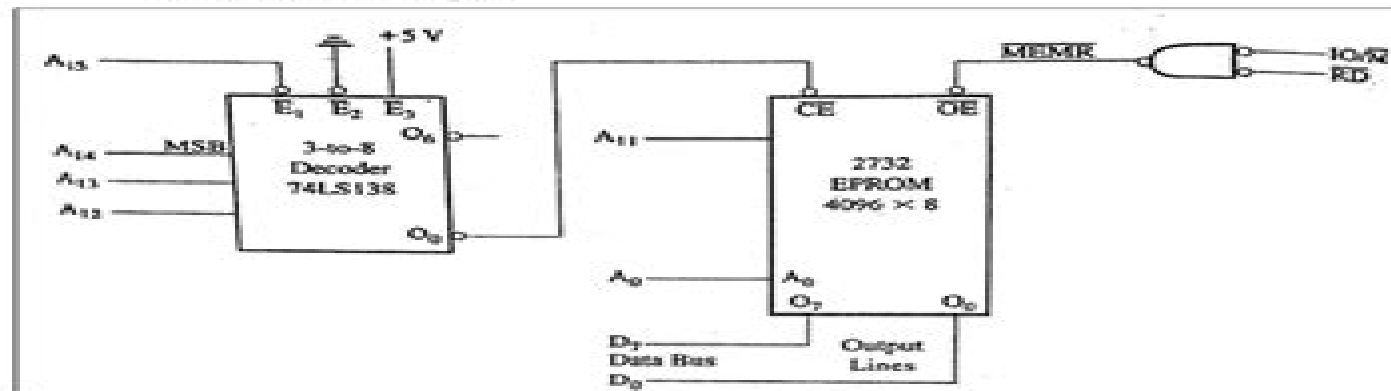 +5 V
A₁₅
E₁ E₂ E₃
O₆
A₁₄ MSB
A₁₃
A₁₂
3-to-8
Decoder
74LS138
O₀
MEMR
IO/M
RD
CE OE
A₁₁
2732
EPROM
4096 × 8
A₀ A₀
O₇ O₀
D₇
Data Bus
D₀
Output
Lines